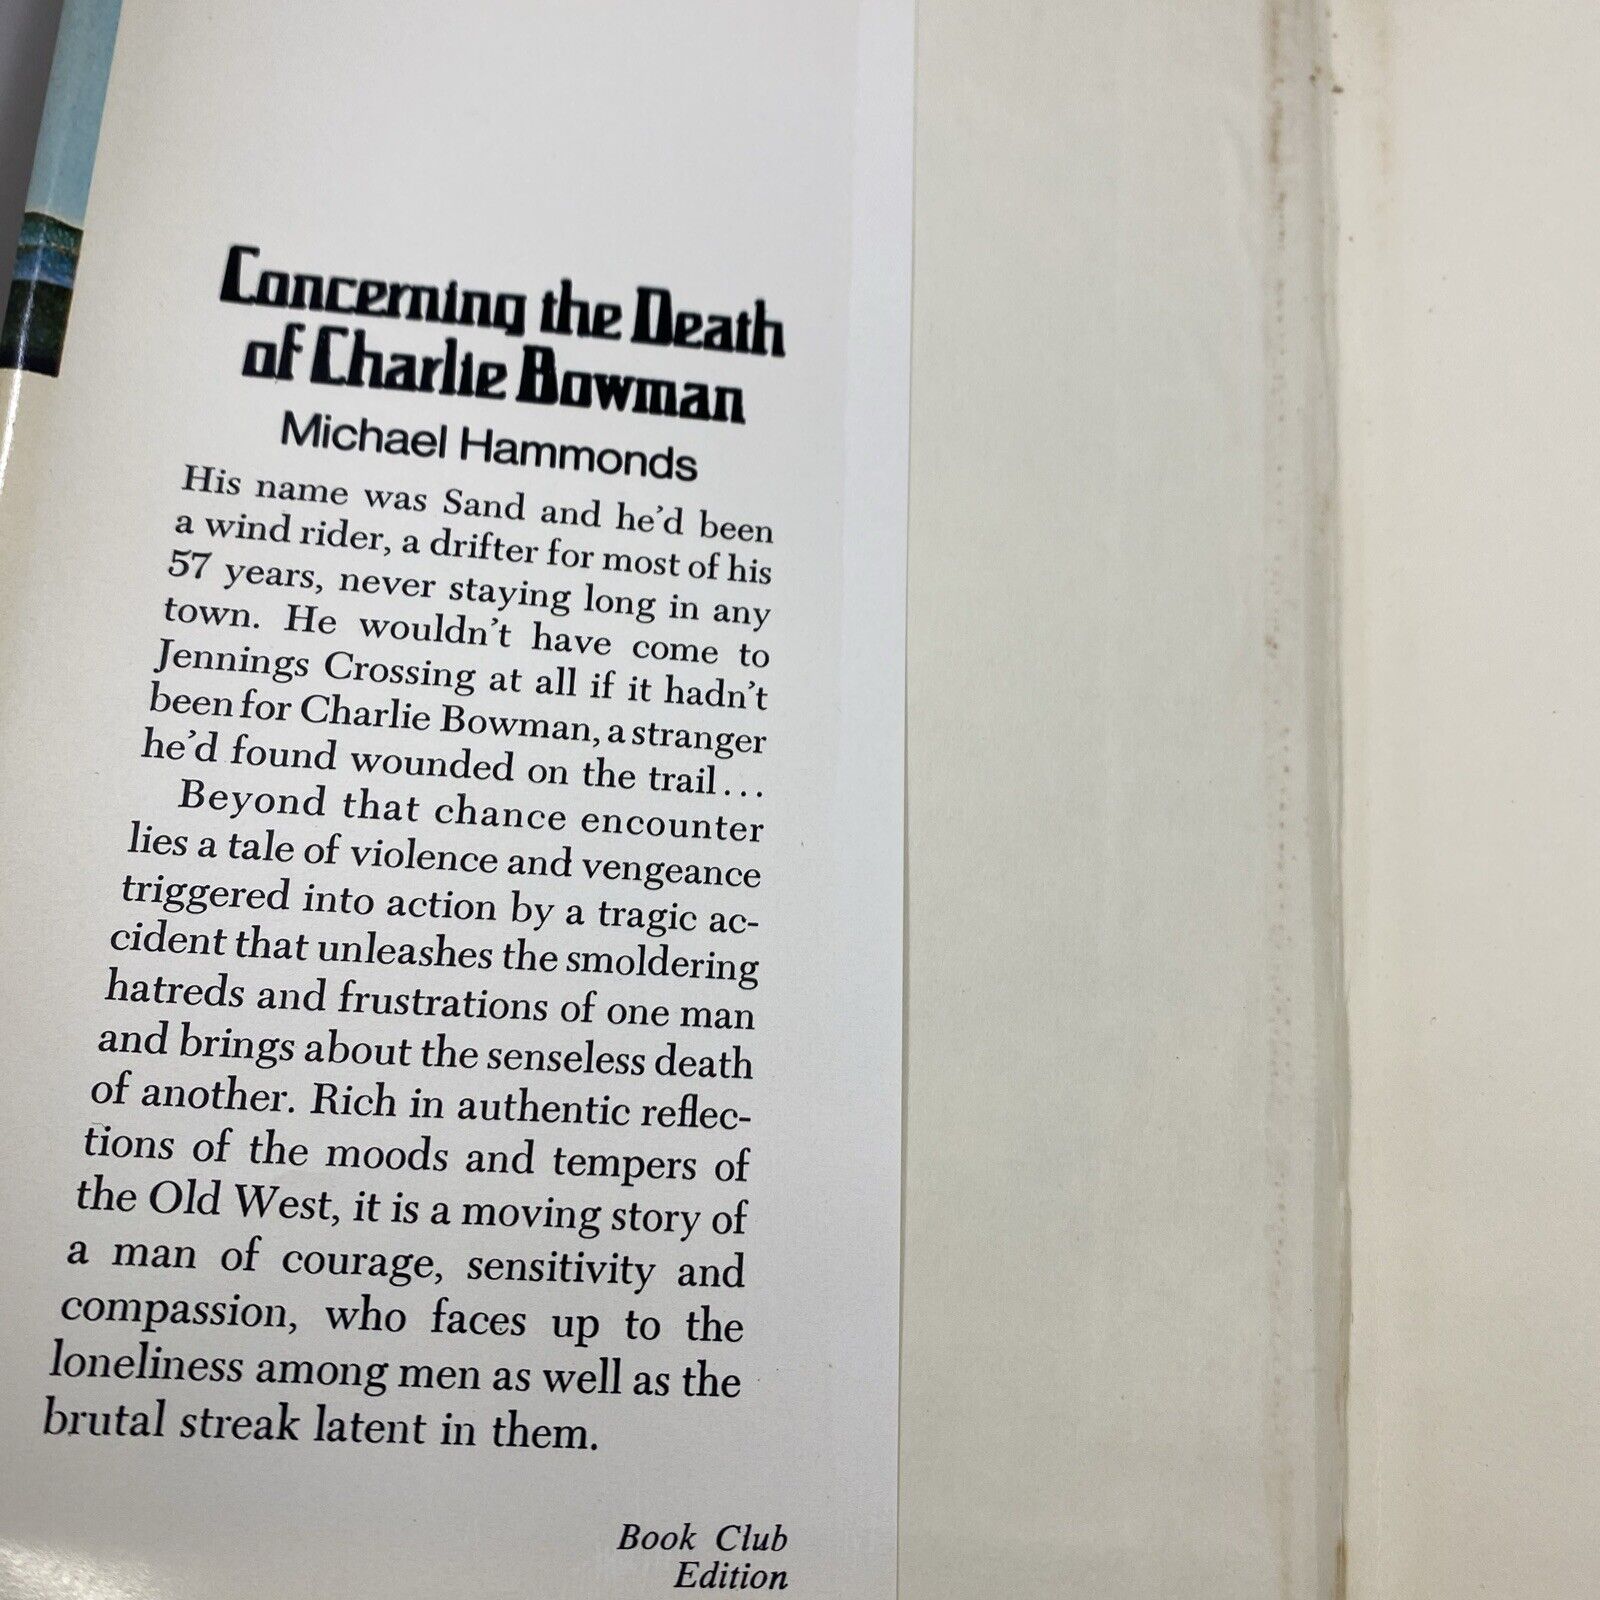 Concerning the Death
of Charlie Bowman
Michael Hammonds
His name was Sand and he'd been
a wind rider, a drifter for most of his
57 years, never staying long in any
town. He wouldn't have come to
Jennings Crossing at all if it hadn't
been for Charlie Bowman, a stranger
he'd found wounded on the trail...
Beyond that chance encounter
lies a tale of violence and vengeance
triggered into action by a tragic ac-
cident that unleashes the smoldering
hatreds and frustrations of one man
and brings about the senseless death
of another. Rich in authentic reflec-
tions of the moods and tempers of
the Old West, it is a moving story of
a man of courage, sensitivity and
compassion, who faces up to the
loneliness among men as well as the
brutal streak latent in them.
Book Club
Edition